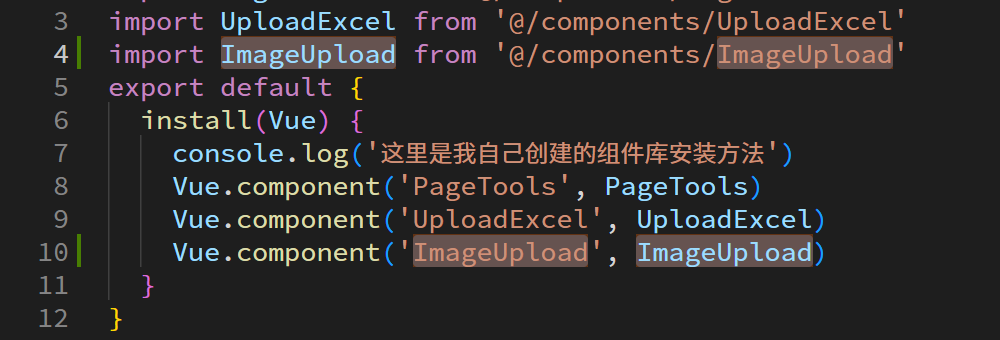 3 import UploadExcel from '@/components/UploadExcel'
4 import ImageUpload from '@/components/ImageUpload'
5 export default {
6 install(Vue) {
7 console.log('这里是我自己创建的组件库安装方法')
8 Vue.component('PageTools', PageTools)
9 Vue.component('UploadExcel', UploadExcel)
10 Vue.component('ImageUpload', ImageUpload)
11 }
12 }